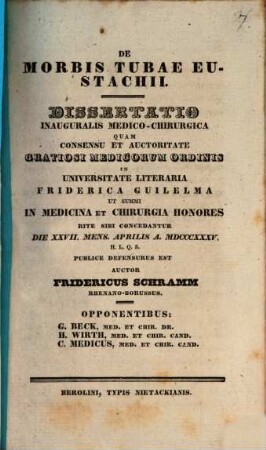 7
DE
MORBIS TUBAE EU-
STACHII.
DISSERTATIO
INAUGURALIS MEDICO-CHIRURGICA
QUAM
CONSENSU ET AUCTORITATE
GRATIOSI MEDICORUM ORDINIS
IN
UNIVERSITATE LITERARIA
FRIDERICA GUILELMA
UT SUMMI
IN MEDICINA ET CHIRURGIA HONORES
RITE SIBI CONCEDANTUR
DIE XXVII. MENS. APRILIS A. MDCCCXXXV.
H. L. Q. S.
PUBLICE DEFENSURUS EST
AUCTOR
FRIDERICUS SCHRAMM
RHENANO-BORUSSUS.
OPPONENTIBUS:
G. BECK, MED. ET CHIR. DR.
H. WIRTH, MED. ET CHIR. CAND.
C. MEDICUS, MED. ET CHIR. CAND.
BEROLINI, TYPIS NIETACKIANIS.